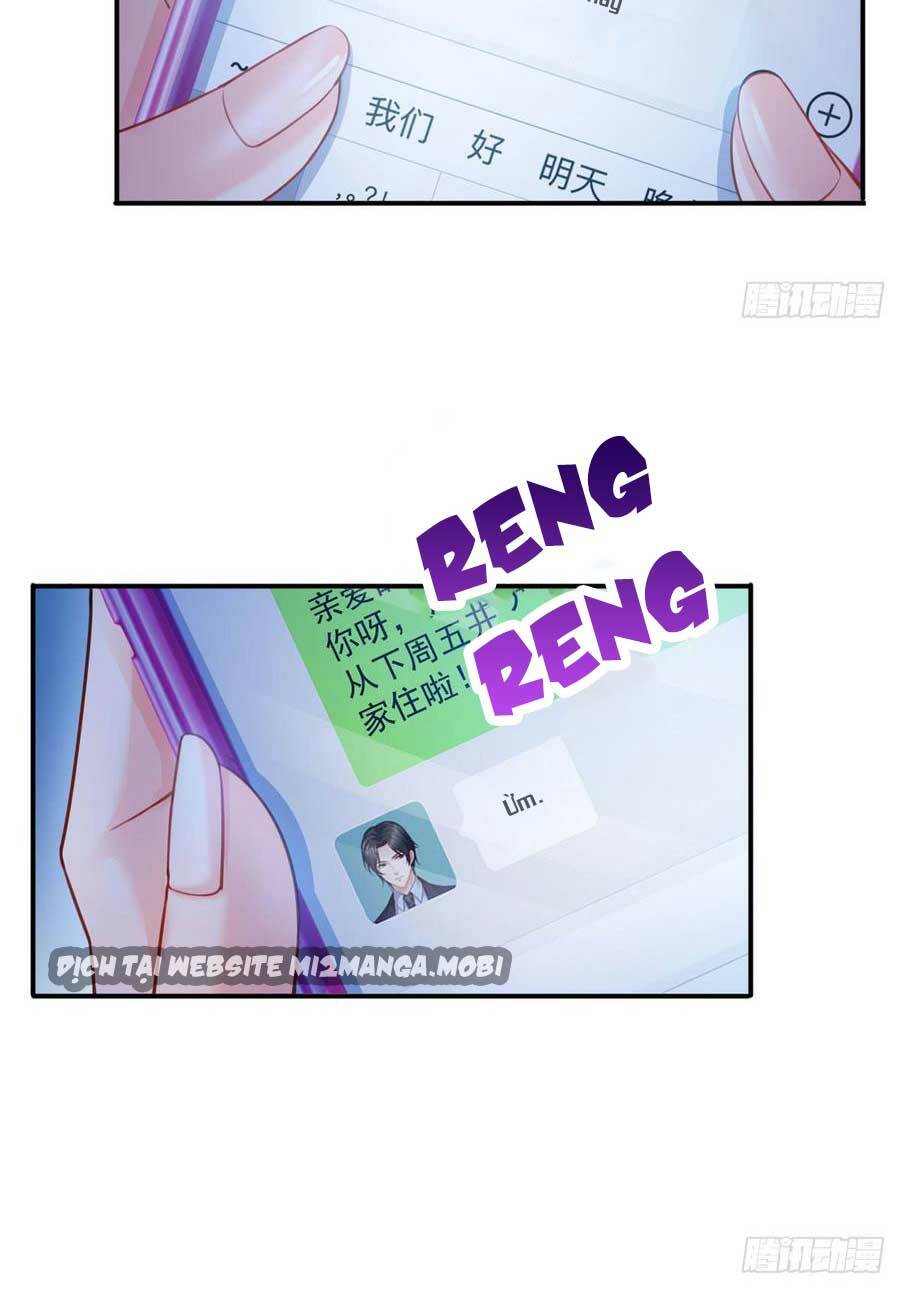 我们 好 明天 晚
,。?!
腾讯动漫
RENG
RENG
亲爱
你呀，
从下周五
家住啦！
Ừm.
DỊCH TẠI WEBSITE MI2MANGA.MOBI
腾讯动漫